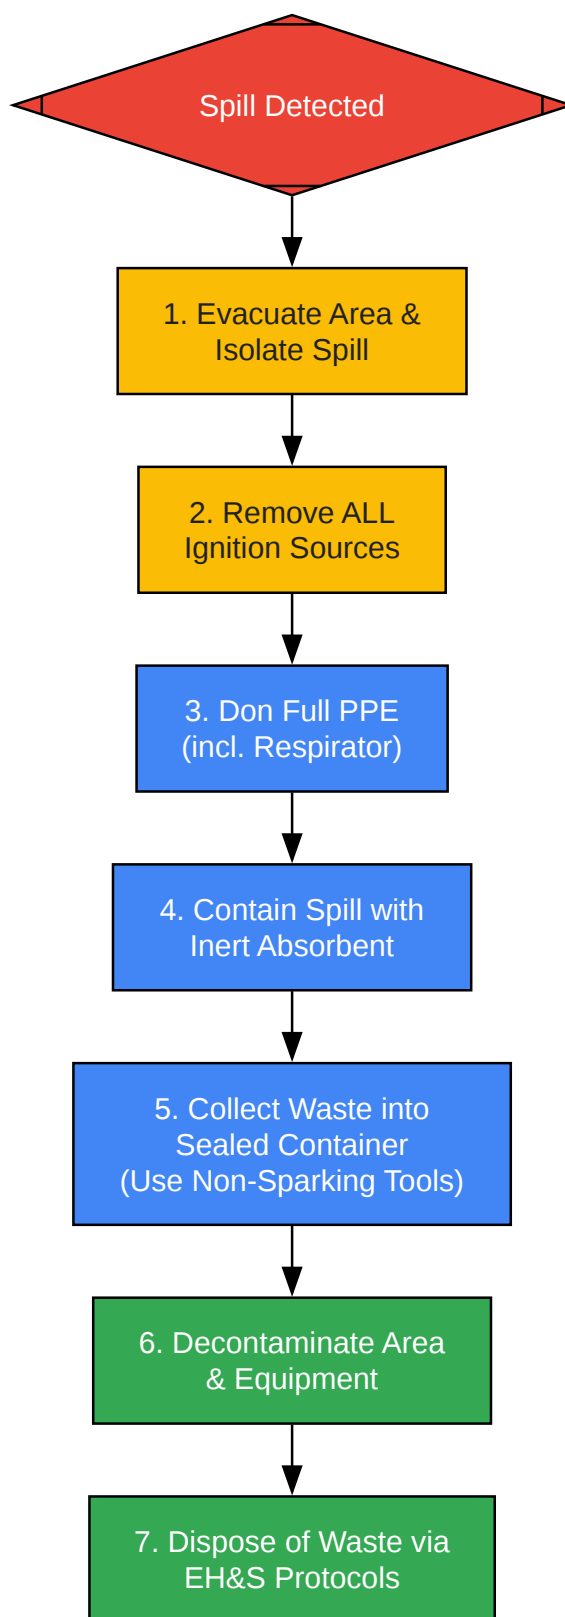 Spill Detected
1. Evacuate Area &
Isolate Spill
2. Remove ALL
Ignition Sources
3. Don Full PPE
(incl. Respirator)
4. Contain Spill with
Inert Absorbent
5. Collect Waste into
Sealed Container
(Use Non-Sparking Tools)
6. Decontaminate Area
& Equipment
7. Dispose of Waste via
EH&S Protocols